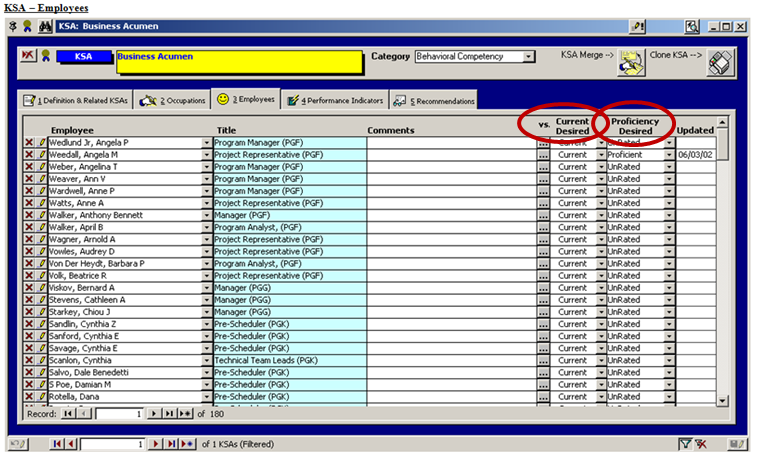 KSA – Employees
KSA: Business Acumen
KSA Business Acumen Category Behavioral Competency KSA Merge --> Clone KSA -->
1 Definition & Related KSAs 2 Occupations 3 Employees 4 Performance Indicators 5 Recommendations
vs. Current Proficiency
Employee Title Comments Desired Desired Updated
Wedlund Jr, Angela P Program Manager (PGF) ... Current UnRated
Weedall, Angela M Project Representative (PGF) ... Current Proficient 06/03/02
Weber, Angelina T Program Manager (PGF) ... Current UnRated
Weaver, Ann V Program Manager (PGF) ... Current UnRated
Wardwell, Anne P Program Manager (PGF) ... Current UnRated
Watts, Anne A Project Representative (PGF) ... Current UnRated
Walker, Anthony Bennett Manager (PGF) ... Current UnRated
Walker, April B Program Analyst, (PGF) ... Current UnRated
Wagner, Arnold A Project Representative (PGF) ... Current UnRated
Vowles, Audrey D Project Representative (PGF) ... Current UnRated
Von Der Heydt, Barbara P Program Analyst, (PGF) ... Current UnRated
Volk, Beatrice R Project Representative (PGF) ... Current UnRated
Viskov, Bernard A Manager (PGG) ... Current UnRated
Stevens, Cathleen A Manager (PGG) ... Current UnRated
Starkey, Chiou J Manager (PGG) ... Current UnRated
Sandlin, Cynthia Z Pre-Scheduler (PGK) ... Current UnRated
Sanford, Cynthia E Pre-Scheduler (PGK) ... Current UnRated
Savage, Cynthia E Pre-Scheduler (PGK) ... Current UnRated
Scanlon, Cynthia Technical Team Leads (PGK) ... Current UnRated
Salvo, Dale Benedetti Pre-Scheduler (PGK) ... Current UnRated
S Poe, Damian M Pre-Scheduler (PGK) ... Current UnRated
Rotella, Dana Pre-Scheduler (PGK) ... Current UnRated
Record: 1 of 180
1 of 1 KSAs (Filtered)